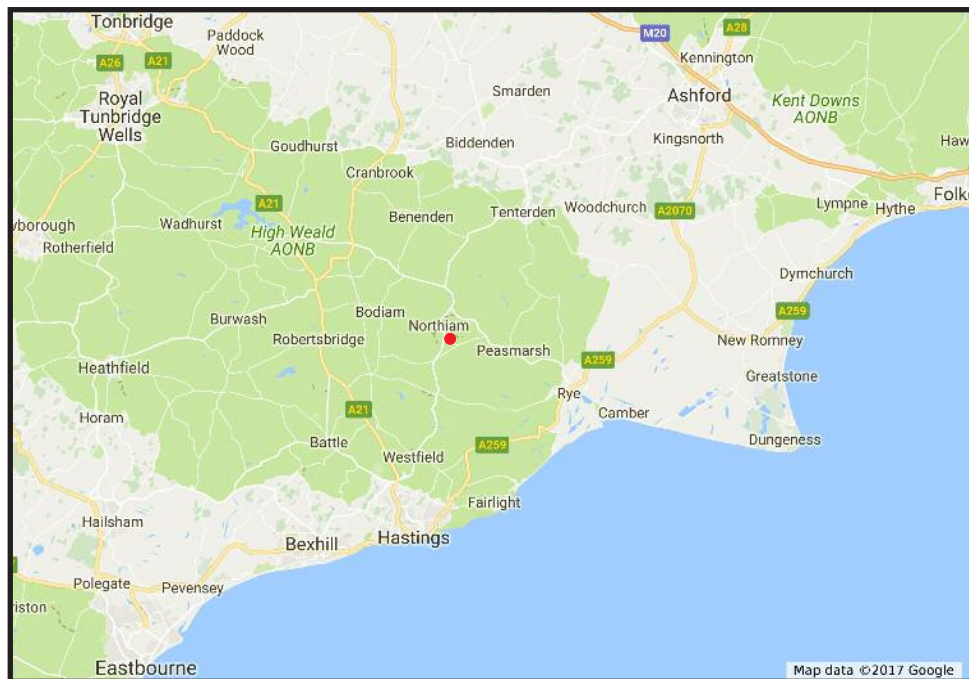 Tonbridge
A26
A21
Paddock
Wood
M20
A28
Kennington
Ashford
Smarden
Kent Downs
AONB
Royal
Tunbridge
Wells
Kingsnorth
Biddenden
Goudhurst
Haw
Cranbrook
Folke
Lympne
Hythe
A21
Benenden
Tenterden
Woodchurch
A2070
wborough
Wadhurst
High Weald
AONB
Rotherfield
Dymchurch
Bodiam
Burwash
Northiam
A259
Robertsbridge
Peasmarsh
A259
New Romney
Heathfield
Greatstone
Rye
Horam
A21
Camber
Battle
A259
Dungeness
Westfield
Fairlight
Hailsham
Bexhill
Hastings
Polegate
Pevensey
riston
Eastbourne
Map data ©2017 Google